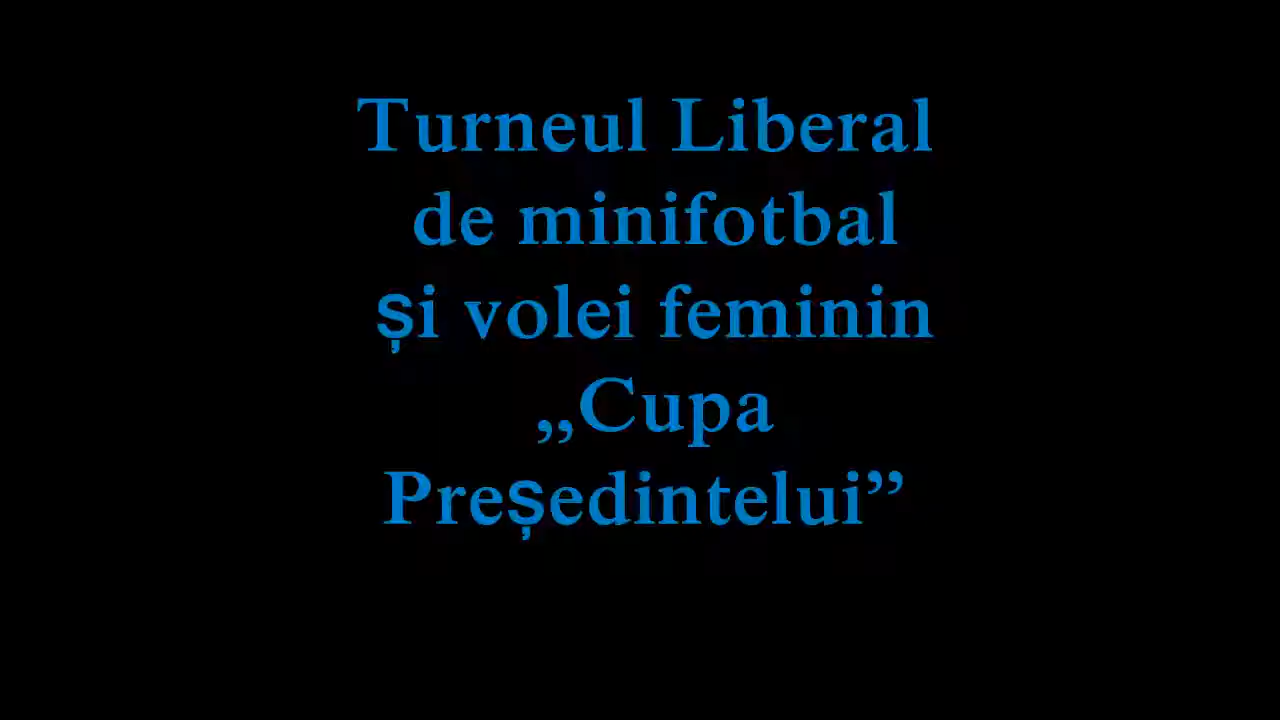 Turneul Liberal
de minifotbal
și volei feminin
„Cupa
Președintelui”